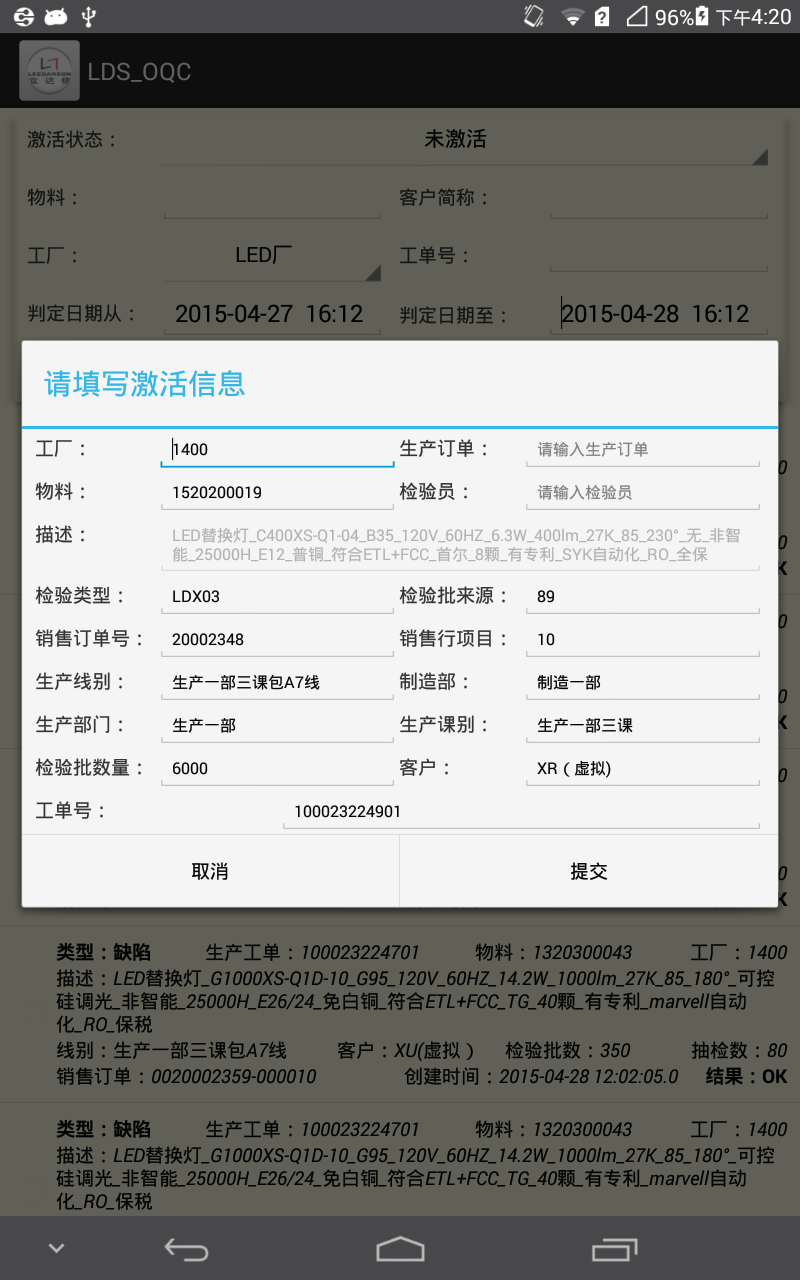 96% 下午4:20
LEEDARSON
立达信
LDS_OQC
激活状态： 未激活
物料： 客户简称：
工厂： LED厂 工单号：
判定日期从： 2015-04-27 16:12 判定日期至： 2015-04-28 16:12
请填写激活信息
工厂： 1400 生产订单： 请输入生产订单
物料： 1520200019 检验员： 请输入检验员
描述： LED替换灯_C400XS-Q1-04_B35_120V_60HZ_6.3W_400lm_27K_85_230°_无_非智
能_25000H_E12_普铜_符合ETL+FCC_首尔_8颗_有专利_SYK自动化_RO_全保
检验类型： LDX03 检验批来源： 89
销售订单号： 20002348 销售行项目： 10
生产线别： 生产一部三课包A7线 制造部： 制造一部
生产部门： 生产一部 生产课别： 生产一部三课
检验批数量： 6000 客户： XR（虚拟)
工单号： 100023224901
取消 提交
类型：缺陷 生产工单：100023224701 物料：1320300043 工厂：1400
描述：LED替换灯_G1000XS-Q1D-10_G95_120V_60HZ_14.2W_1000lm_27K_85_180°_可控
硅调光_非智能_25000H_E26/24_免白铜_符合ETL+FCC_TG_40颗_有专利_marvell自动
化_RO_保税
线别：生产一部三课包A7线 客户：XU(虚拟） 检验批数：350 抽检数：80
销售订单：0020002359-000010 创建时间：2015-04-28 12:02:05.0 结果：OK
类型：缺陷 生产工单：100023224701 物料：1320300043 工厂：1400
描述：LED替换灯_G1000XS-Q1D-10_G95_120V_60HZ_14.2W_1000lm_27K_85_180°_可控
硅调光_非智能_25000H_E26/24_免白铜_符合ETL+FCC_TG_40颗_有专利_marvell自动
化_RO_保税